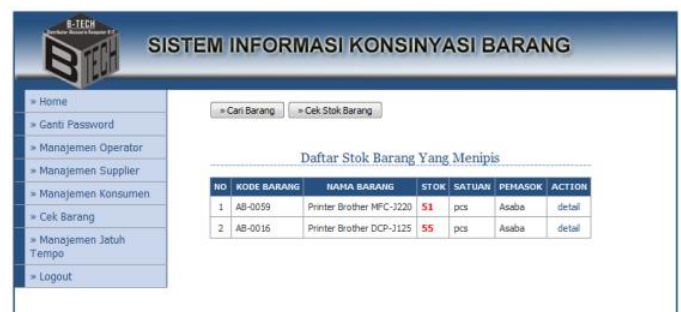 B-TECH
B TECH
SISTEM INFORMASI KONSINYASI BARANG
» Home
» Ganti Password
» Manajemen Operator
» Manajemen Supplier
» Manajemen Konsumen
» Cek Barang
» Manajemen Jatuh
Tempo
» Logout
» Cari Barang » Cek Stok Barang
Daftar Stok Barang Yang Menipis
NO KODE BARANG NAMA BARANG STOK SATUAN PEMASOK ACTION
1 AB-0059 Printer Brother MFC-J220 51 pcs Asaba detail
2 AB-0016 Printer Brother DCP-J125 55 pcs Asaba detail